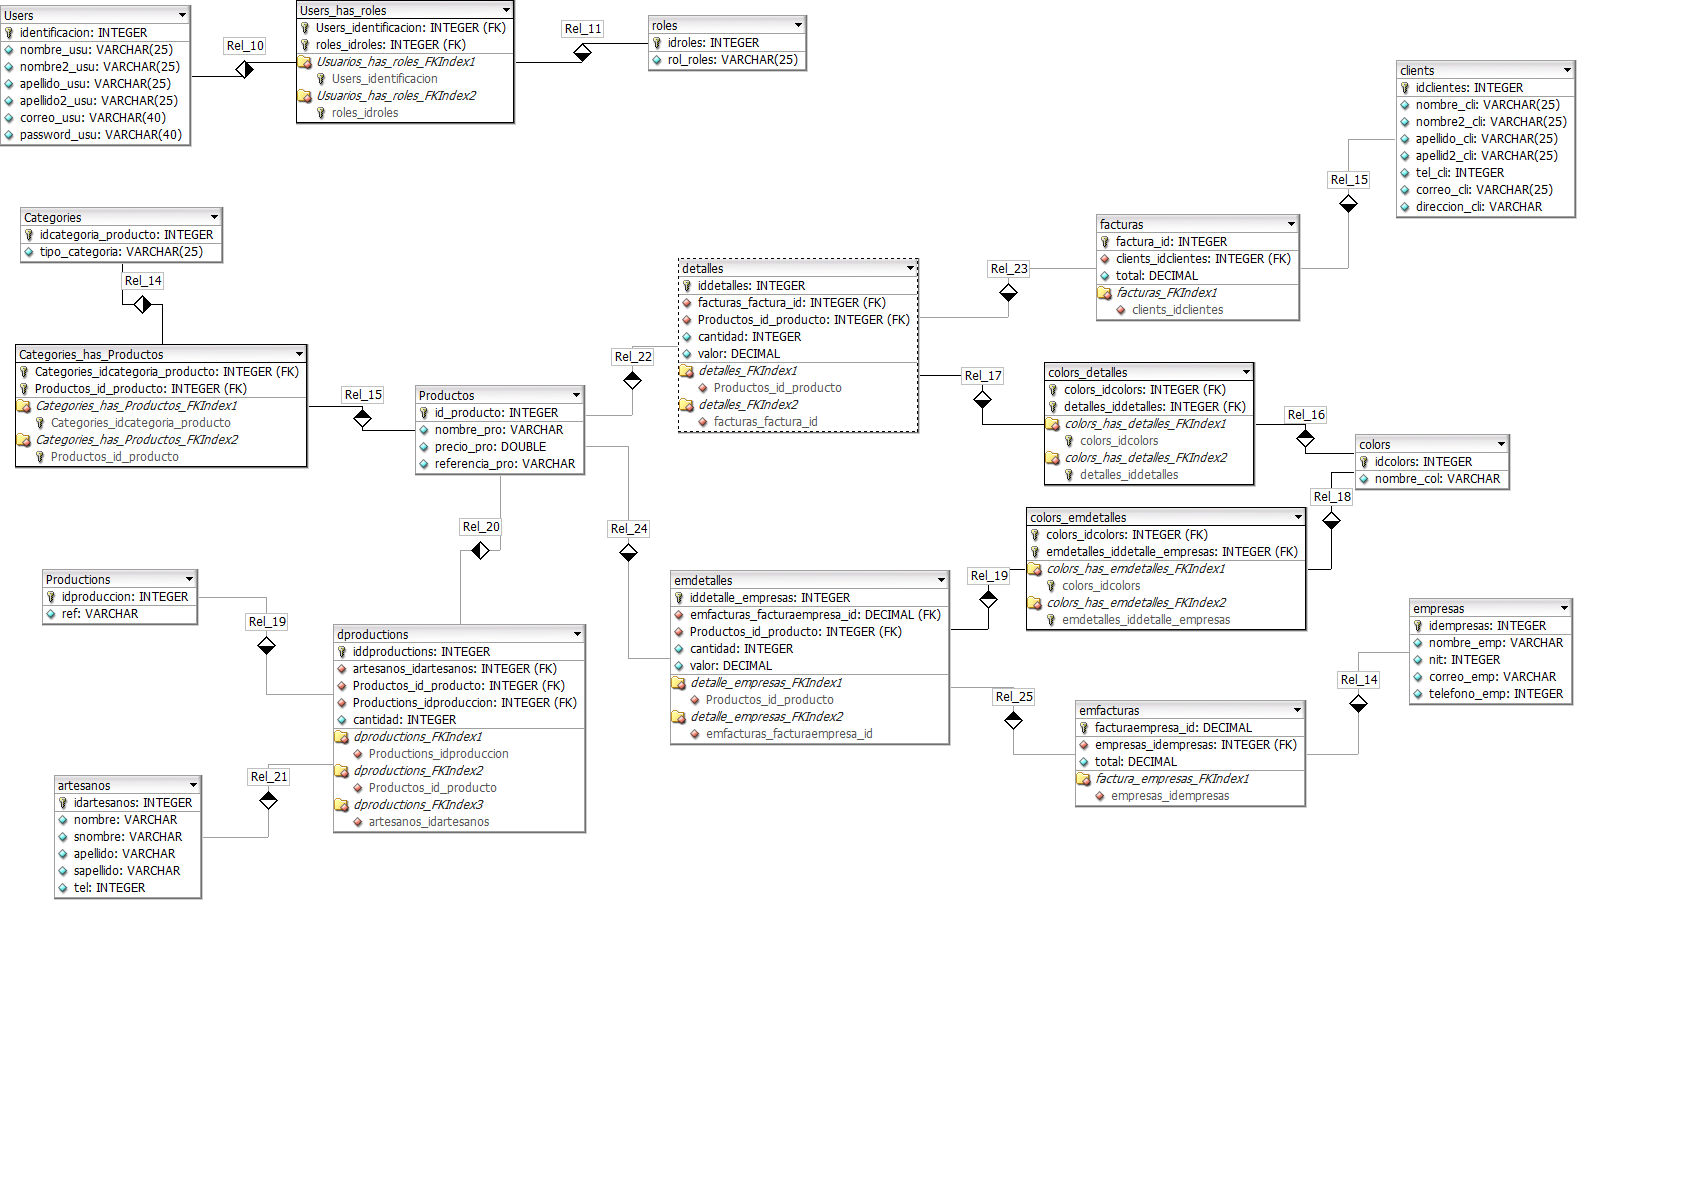 Users
identificacion: INTEGER
nombre_usu: VARCHAR(25)
nombre2_usu: VARCHAR(25)
apellido_usu: VARCHAR(25)
apellido2_usu: VARCHAR(25)
correo_usu: VARCHAR(40)
password_usu: VARCHAR(40)
Rel_10
Users_has_roles
Users_identificacion: INTEGER (FK)
roles_idroles: INTEGER (FK)
Usuarios_has_roles_FKIndex1
Users_identificacion
Usuarios_has_roles_FKIndex2
roles_idroles
Rel_11
roles
idroles: INTEGER
rol_roles: VARCHAR(25)
clients
idclientes: INTEGER
nombre_cli: VARCHAR(25)
nombre2_cli: VARCHAR(25)
apellido_cli: VARCHAR(25)
apellid2_cli: VARCHAR(25)
tel_cli: INTEGER
correo_cli: VARCHAR(25)
direccion_cli: VARCHAR
Rel_15
Categories
idcategoria_producto: INTEGER
tipo_categoria: VARCHAR(25)
Rel_14
Categories_has_Productos
Categories_idcategoria_producto: INTEGER (FK)
Productos_id_producto: INTEGER (FK)
Categories_has_Productos_FKIndex1
Categories_idcategoria_producto
Categories_has_Productos_FKIndex2
Productos_id_producto
Rel_15
Productos
id_producto: INTEGER
nombre_pro: VARCHAR
precio_pro: DOUBLE
referencia_pro: VARCHAR
Rel_22
detalles
iddetalles: INTEGER
facturas_factura_id: INTEGER (FK)
Productos_id_producto: INTEGER (FK)
cantidad: INTEGER
valor: DECIMAL
detalles_FKIndex1
Productos_id_producto
detalles_FKIndex2
facturas_factura_id
Rel_23
facturas
factura_id: INTEGER
clients_idclientes: INTEGER (FK)
total: DECIMAL
facturas_FKIndex1
clients_idclientes
Rel_17
colors_detalles
colors_idcolors: INTEGER (FK)
detalles_iddetalles: INTEGER (FK)
colors_has_detalles_FKIndex1
colors_idcolors
colors_has_detalles_FKIndex2
detalles_iddetalles
Rel_16
colors
idcolors: INTEGER
nombre_col: VARCHAR
Rel_18
colors_emdetalles
colors_idcolors: INTEGER (FK)
emdetalles_iddetalle_empresas: INTEGER (FK)
colors_has_emdetalles_FKIndex1
colors_idcolors
colors_has_emdetalles_FKIndex2
emdetalles_iddetalle_empresas
Rel_19
Rel_20
Rel_24
emdetalles
iddetalle_empresas: INTEGER
emfacturas_facturaempresa_id: DECIMAL (FK)
Productos_id_producto: INTEGER (FK)
cantidad: INTEGER
valor: DECIMAL
detalle_empresas_FKIndex1
Productos_id_producto
detalle_empresas_FKIndex2
emfacturas_facturaempresa_id
Rel_25
emfacturas
facturaempresa_id: DECIMAL
empresas_idempresas: INTEGER (FK)
total: DECIMAL
factura_empresas_FKIndex1
empresas_idempresas
Rel_14
empresas
idempresas: INTEGER
nombre_emp: VARCHAR
nit: INTEGER
correo_emp: VARCHAR
telefono_emp: INTEGER
Productions
idproduccion: INTEGER
ref: VARCHAR
Rel_19
dproductions
iddproductions: INTEGER
artesanos_idartesanos: INTEGER (FK)
Productos_id_producto: INTEGER (FK)
Productions_idproduccion: INTEGER (FK)
cantidad: INTEGER
dproductions_FKIndex1
Productions_idproduccion
dproductions_FKIndex2
Productos_id_producto
dproductions_FKIndex3
artesanos_idartesanos
Rel_21
artesanos
idartesanos: INTEGER
nombre: VARCHAR
snombre: VARCHAR
apellido: VARCHAR
sapellido: VARCHAR
tel: INTEGER